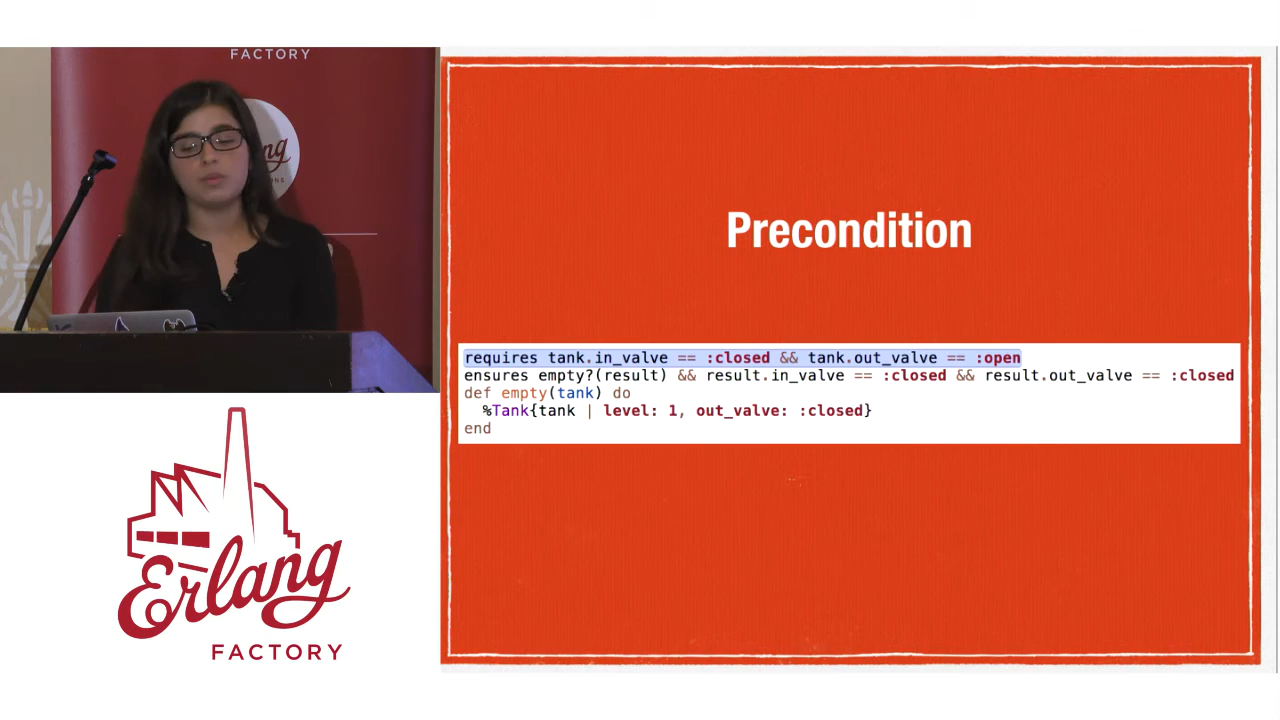 FACTORY
Precondition
requires tank.in_valve == :closed && tank.out_valve == :open
ensures empty?(result) && result.in_valve == :closed && result.out_valve == :closed
def empty(tank) do
%Tank{tank | level: 1, out_valve: :closed}
end
Erlang
FACTORY